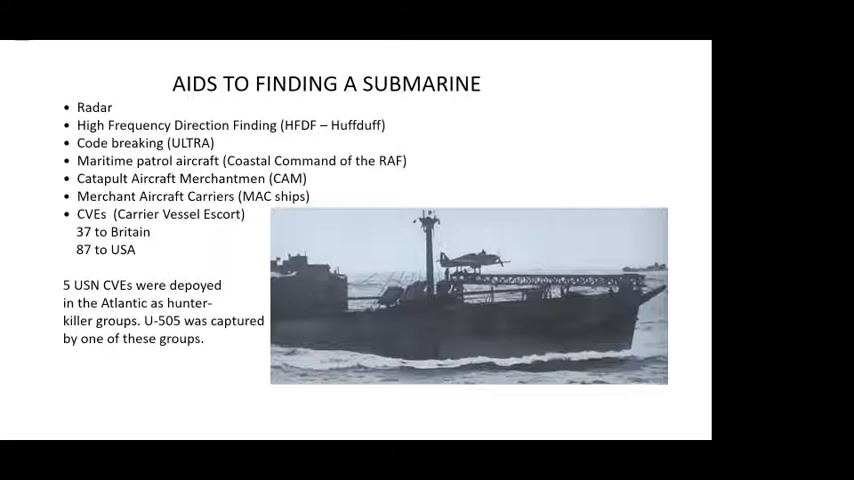 AIDS TO FINDING A SUBMARINE
• Radar
• High Frequency Direction Finding (HFDF – Huffduff)
• Code breaking (ULTRA)
• Maritime patrol aircraft (Coastal Command of the RAF)
• Catapult Aircraft Merchantmen (CAM)
• Merchant Aircraft Carriers (MAC ships)
• CVEs (Carrier Vessel Escort)
37 to Britain
87 to USA
5 USN CVEs were depoyed
in the Atlantic as hunter-
killer groups. U-505 was captured
by one of these groups.